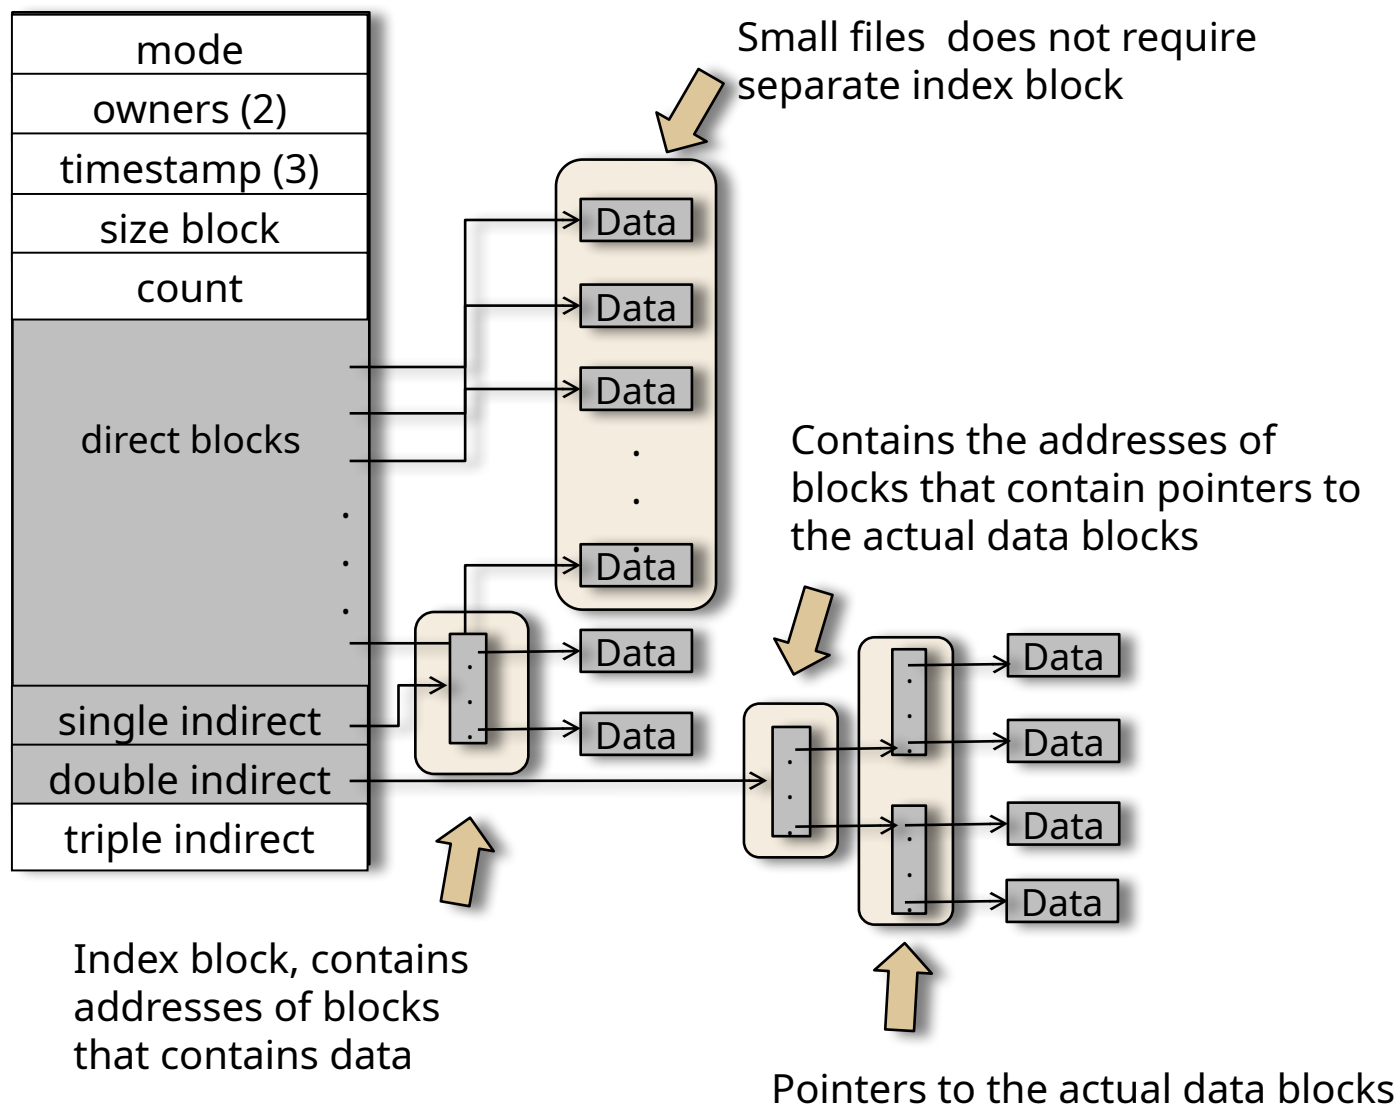 mode
owners (2)
timestamp (3)
size block
count
direct blocks
single indirect
double indirect
triple indirect
Small files  does not require
separate index block
Data
Data
Data
Data
Data
Data
Contains the addresses of
blocks that contain pointers to
the actual data blocks
Data
Data
Data
Data
Index block, contains
addresses of blocks
that contains data
Pointers to the actual data blocks